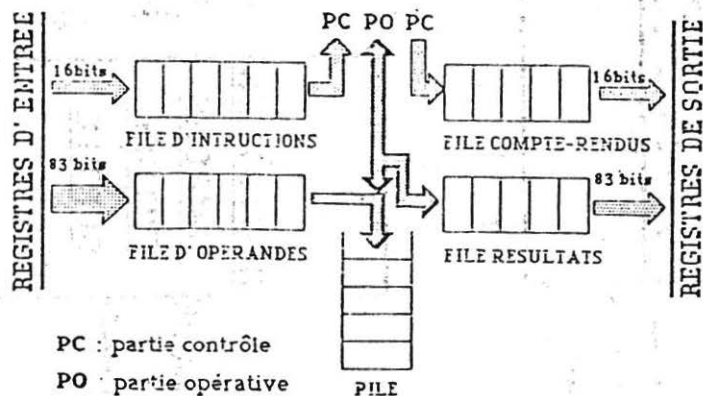 PC PO PC
REGISTRES D' ENTREE
16bits
FILE D'INTRUCTIONS
83 bits
FILE D' OPERANDES
16bits
FILE COMPTE-RENDUS
83 bits
FILE RESULTATS
REGISTRES DE SORTIE
PC : partie contrôle
PO : partie opérative
PILE